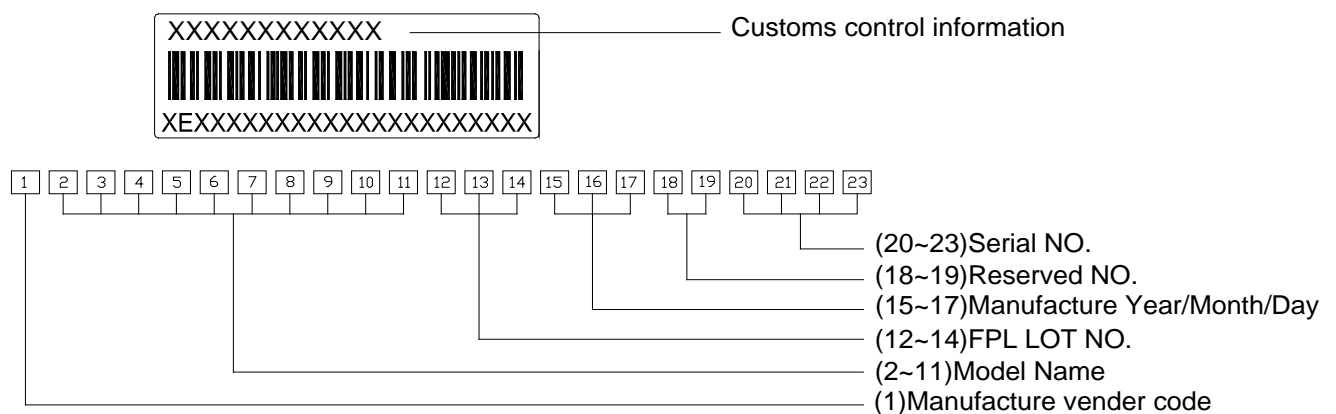 XXXXXXXXXXXX
Customs control information
XEXXXXXXXXXXXXXXXXXXXXX
1 2 3 4 5 6 7 8 9 10 11 12 13 14 15 16 17 18 19 20 21 22 23
(20~23)Serial NO.
(18~19)Reserved NO.
(15~17)Manufacture Year/Month/Day
(12~14)FPL LOT NO.
(2~11)Model Name
(1)Manufacture vender code